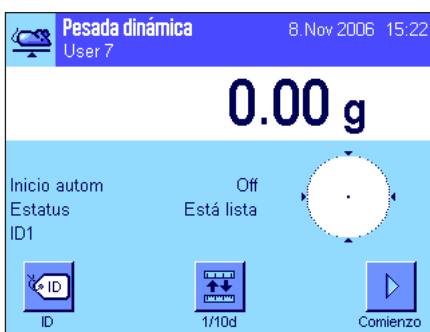 Pesada dinámica 8.Nov 2006 15:22
User 7
0.00 g
Inicio autom Off
Estatus Está lista
ID1
ID
ID 1/10d Comienzo